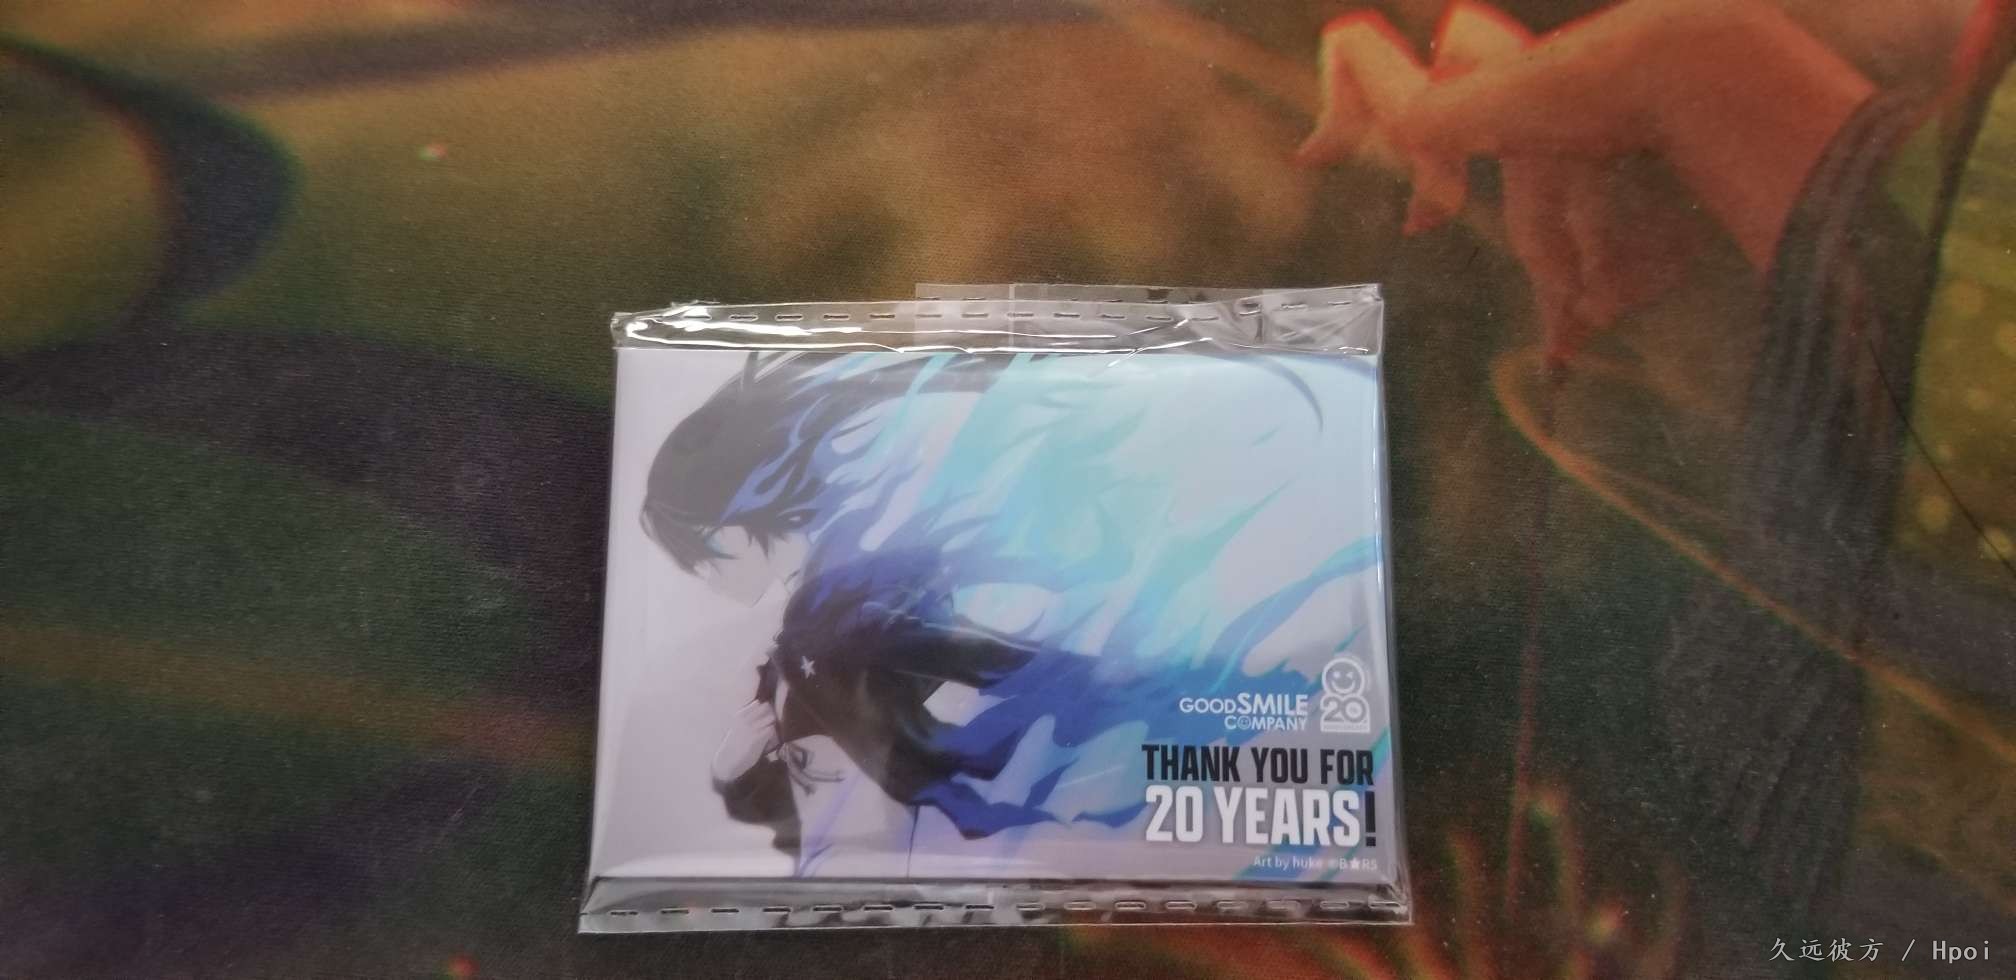 GOODSMILE
COMPANY
20
THANK YOU FOR
20 YEARS!
Art by huke ©B★RS
久远彼方 / Hpoi